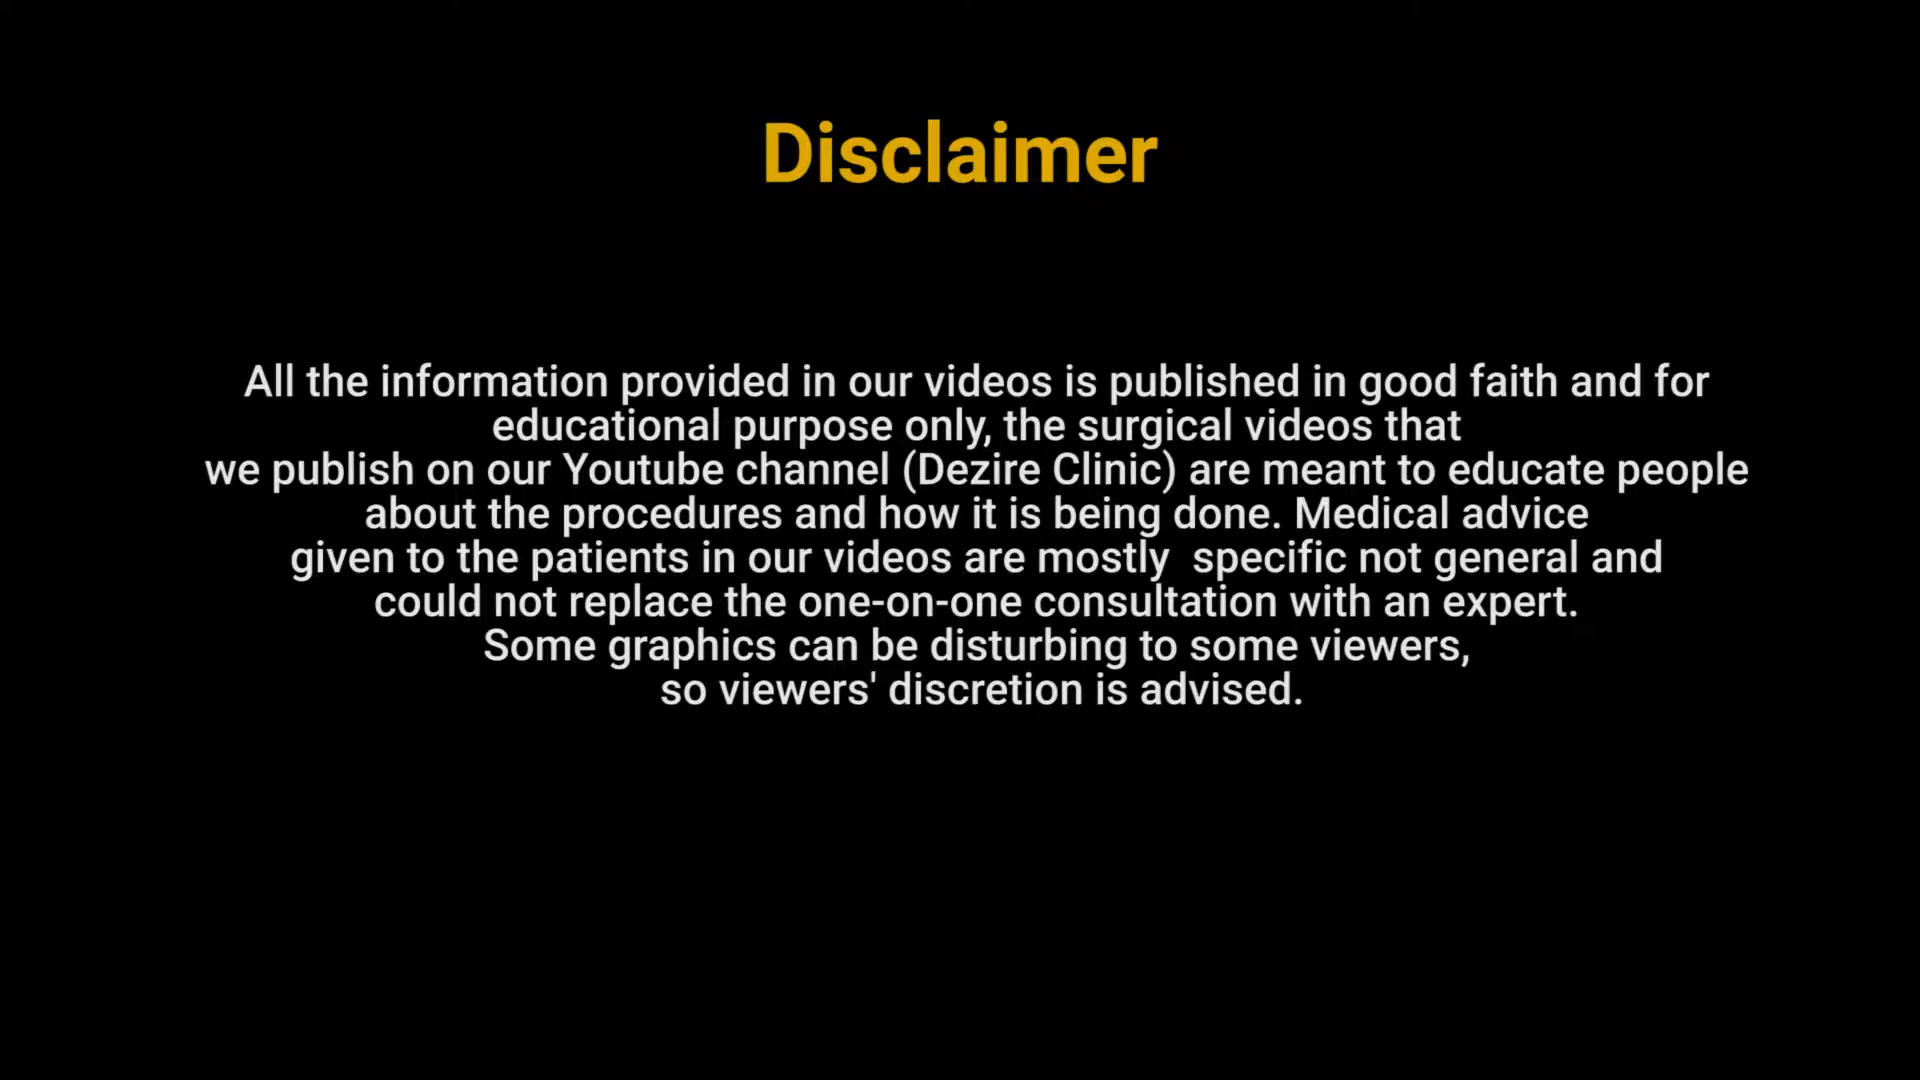 Disclaimer
All the information provided in our videos is published in good faith and for
educational purpose only, the surgical videos that
we publish on our Youtube channel (Dezire Clinic) are meant to educate people
about the procedures and how it is being done. Medical advice
given to the patients in our videos are mostly  specific not general and
could not replace the one-on-one consultation with an expert.
Some graphics can be disturbing to some viewers,
so viewers' discretion is advised.